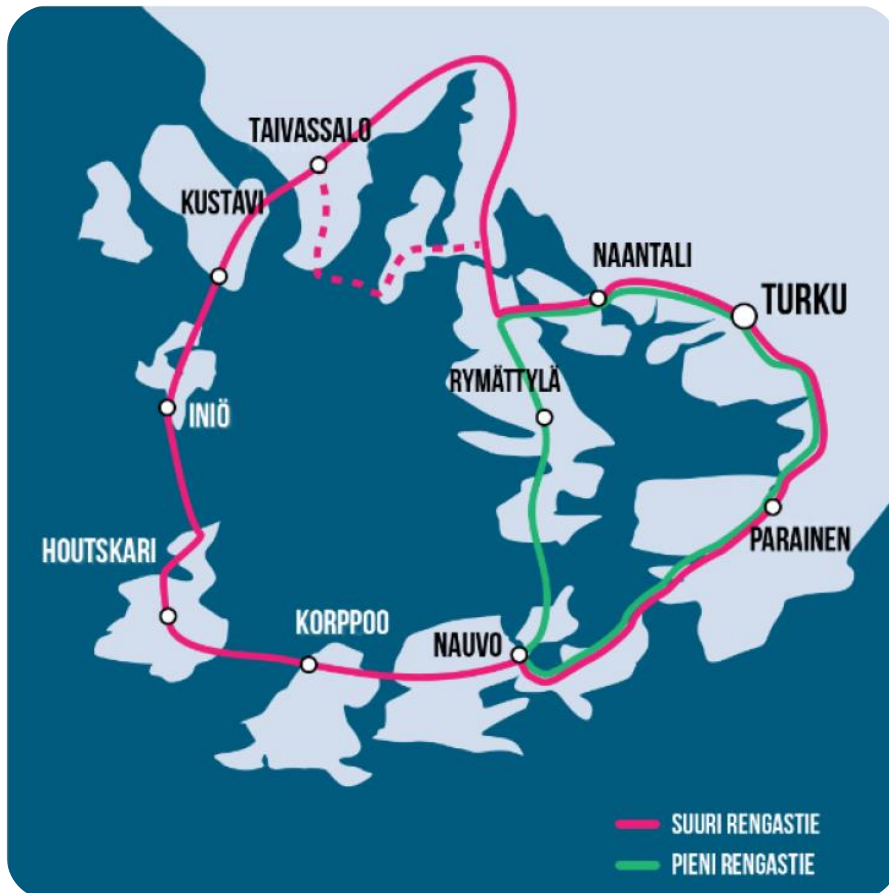 TAIVASSALO
KUSTAVI
NAANTALI
TURKU
RYMÄTTYLÄ
INIÖ
PARAINEN
HOUTSKARI
KORPPOO
NAUVO
SUURI RENGASTIE
PIENI RENGASTIE